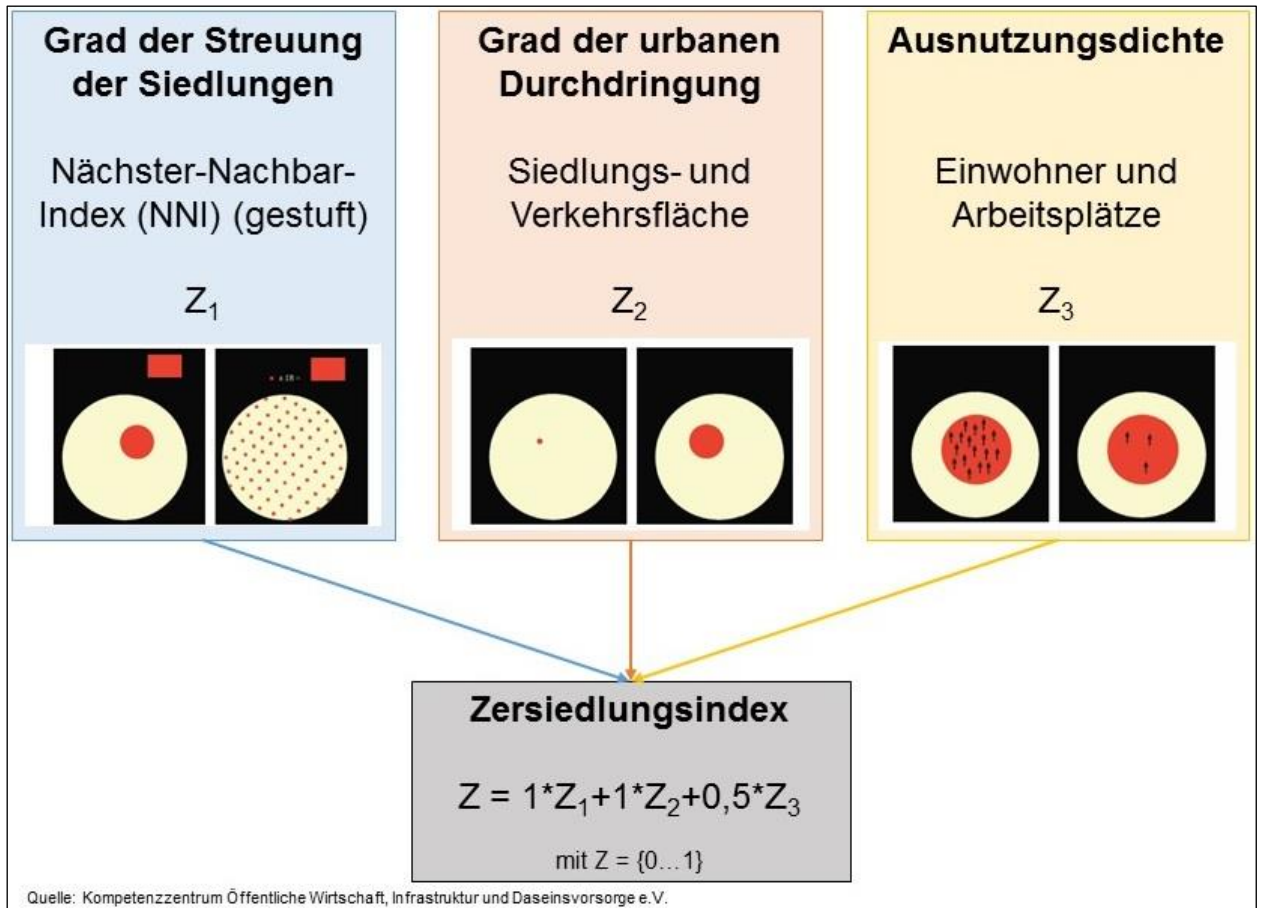 Grad der Streuung
der Siedlungen
Nächster-Nachbar-
Index (NNI) (gestuft)
Z₁
Grad der urbanen
Durchdringung
Siedlungs- und
Verkehrsfläche
Z₂
Ausnutzungsdichte
Einwohner und
Arbeitsplätze
Z₃
Zersiedlungsindex
Z = 1*Z₁+1*Z₂+0,5*Z₃
mit Z = {0…1}
Quelle: Kompetenzzentrum Öffentliche Wirtschaft, Infrastruktur und Daseinsvorsorge e.V.